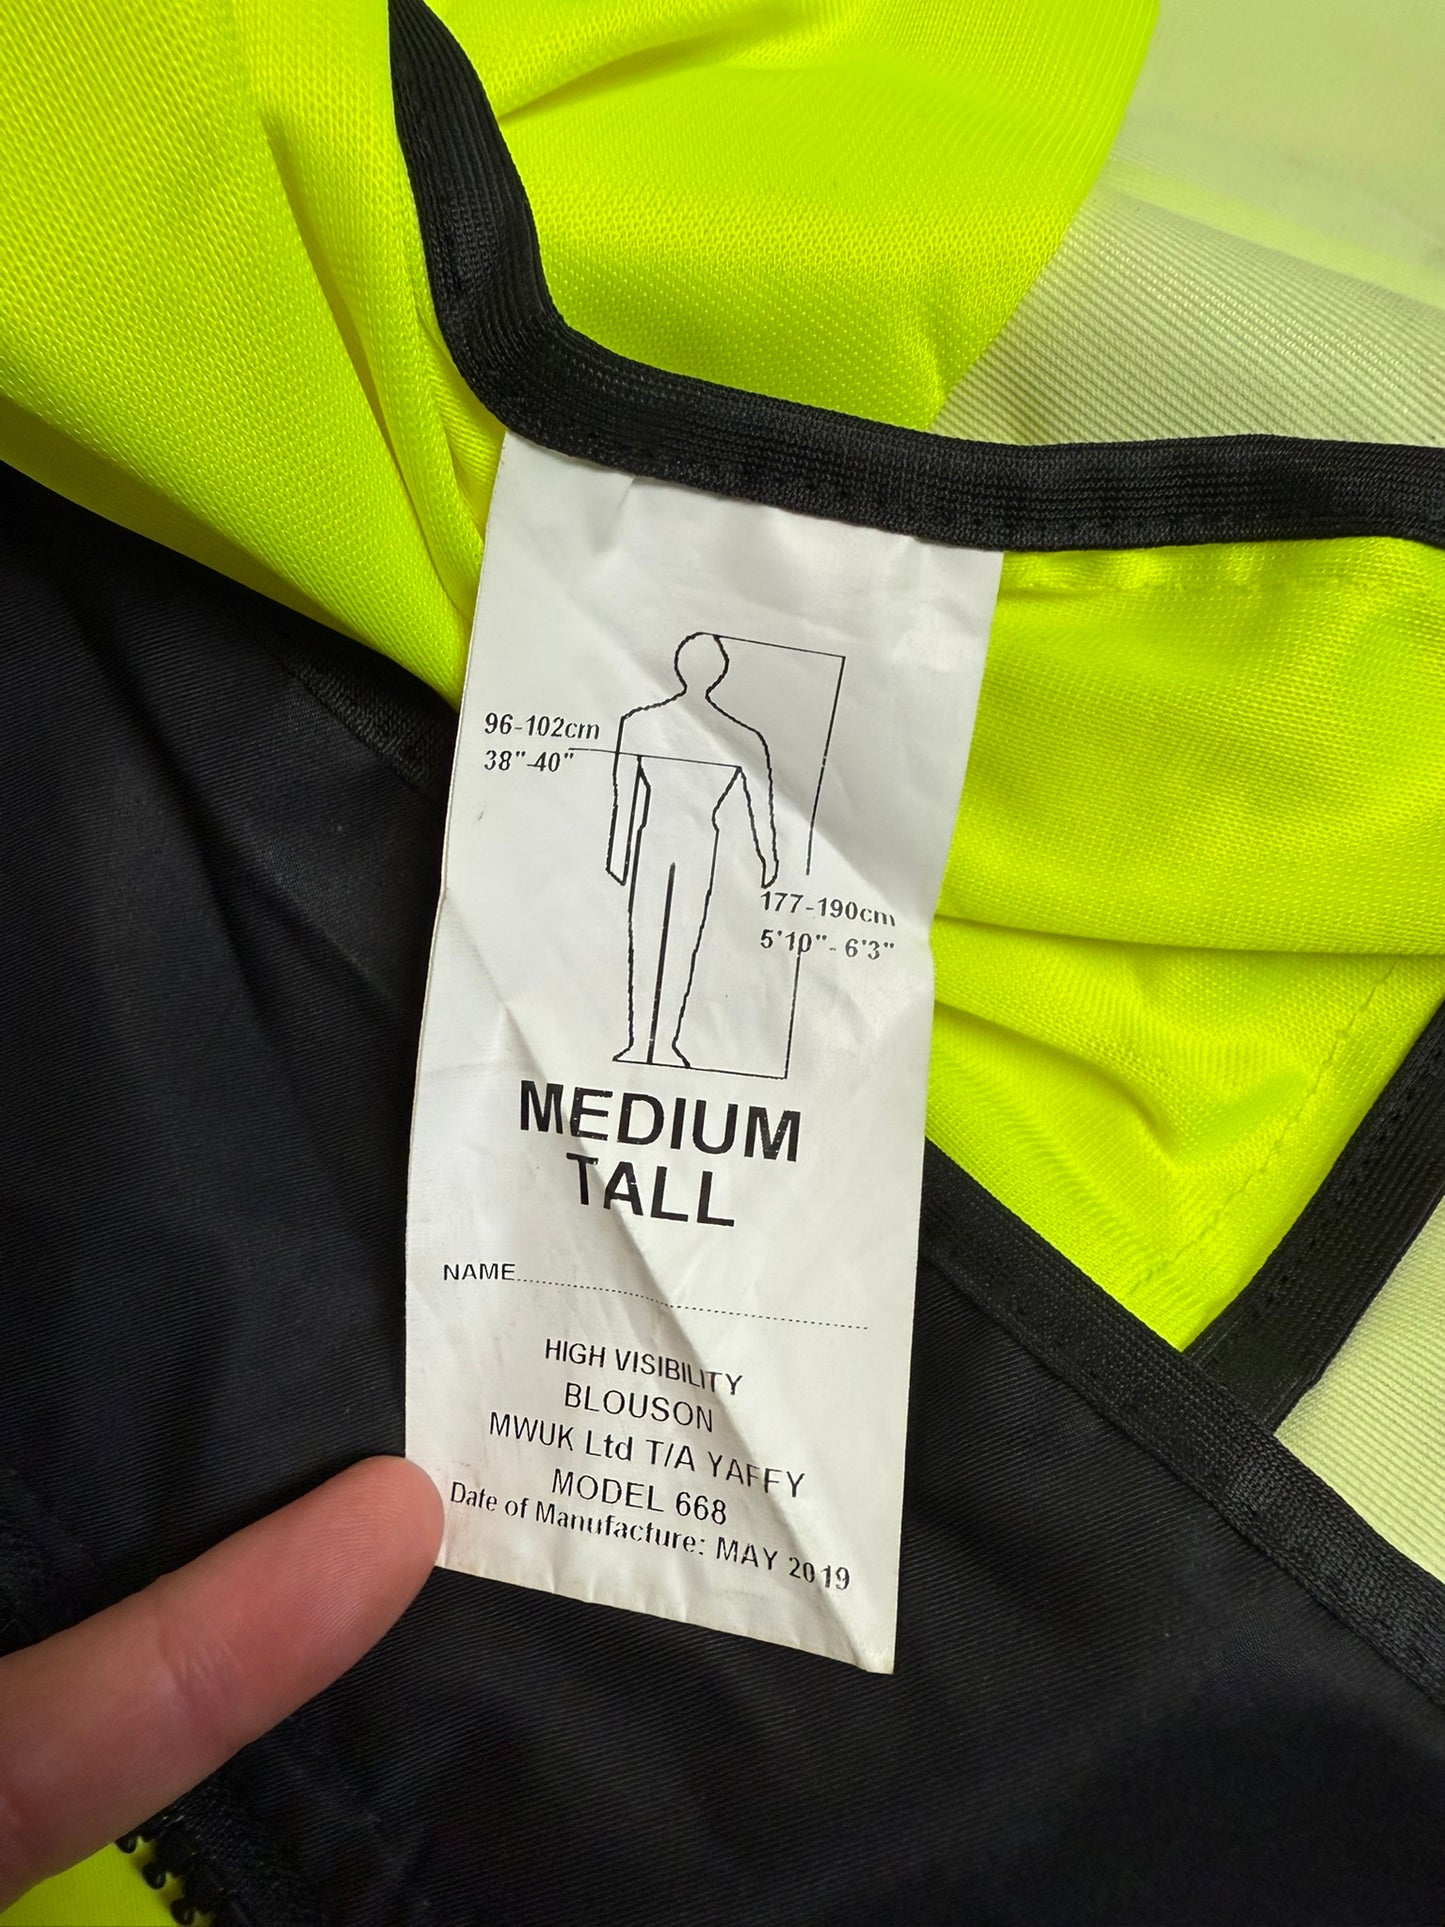 96-102cm
38"-40"
177-190cm
5'10"- 6'3"
MEDIUM
TALL
NAME..............................................................
HIGH VISIBILITY
BLOUSON
MWUK Ltd T/A YAFFY
MODEL 668
Date of Manufacture: MAY 2019